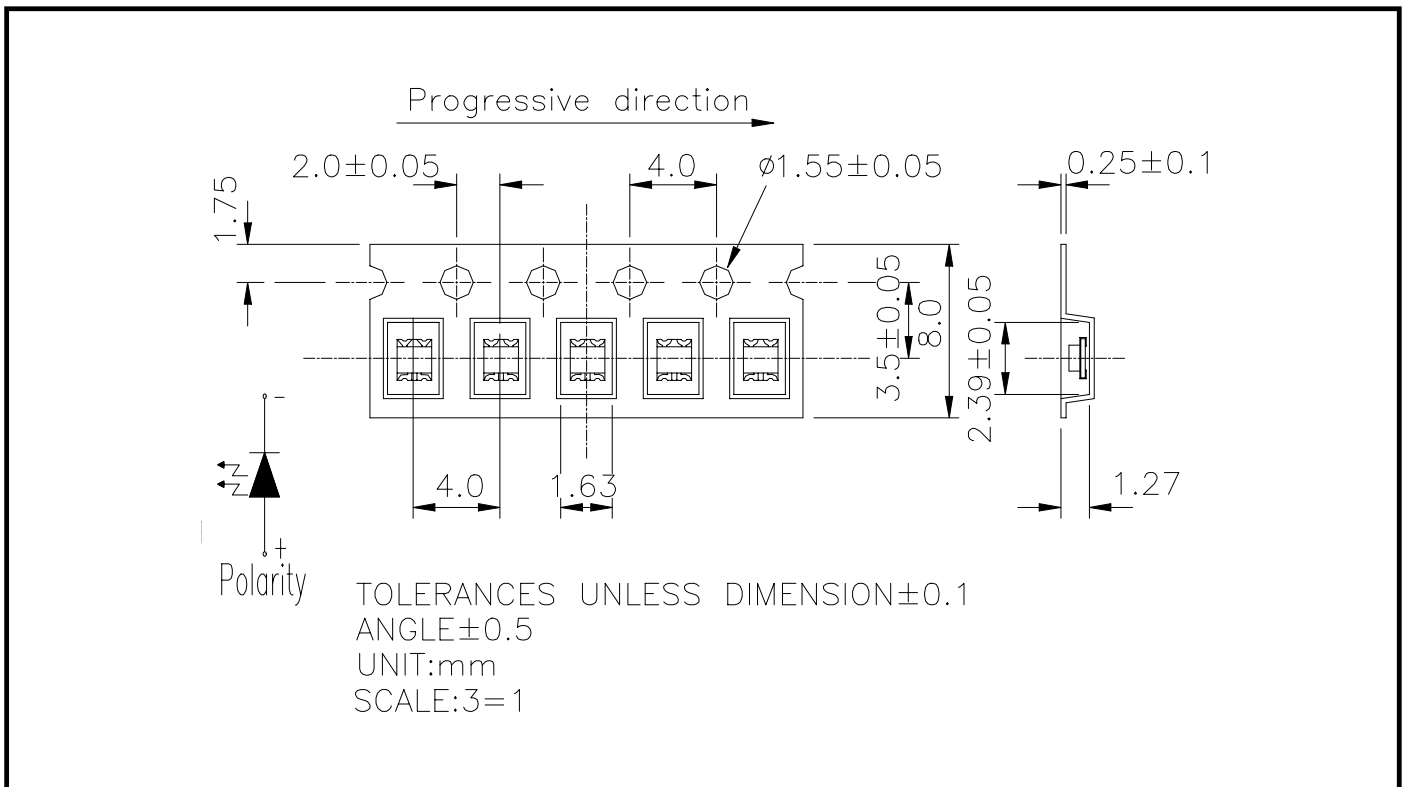 Progressive direction
2.0±0.05
4.0
ø1.55±0.05
0.25±0.1
1.75
3.5±0.05
8.0
2.39±0.05
-
4.0
1.63
1.27
+
Polarity
TOLERANCES UNLESS DIMENSION±0.1
ANGLE±0.5
UNIT:mm
SCALE:3=1